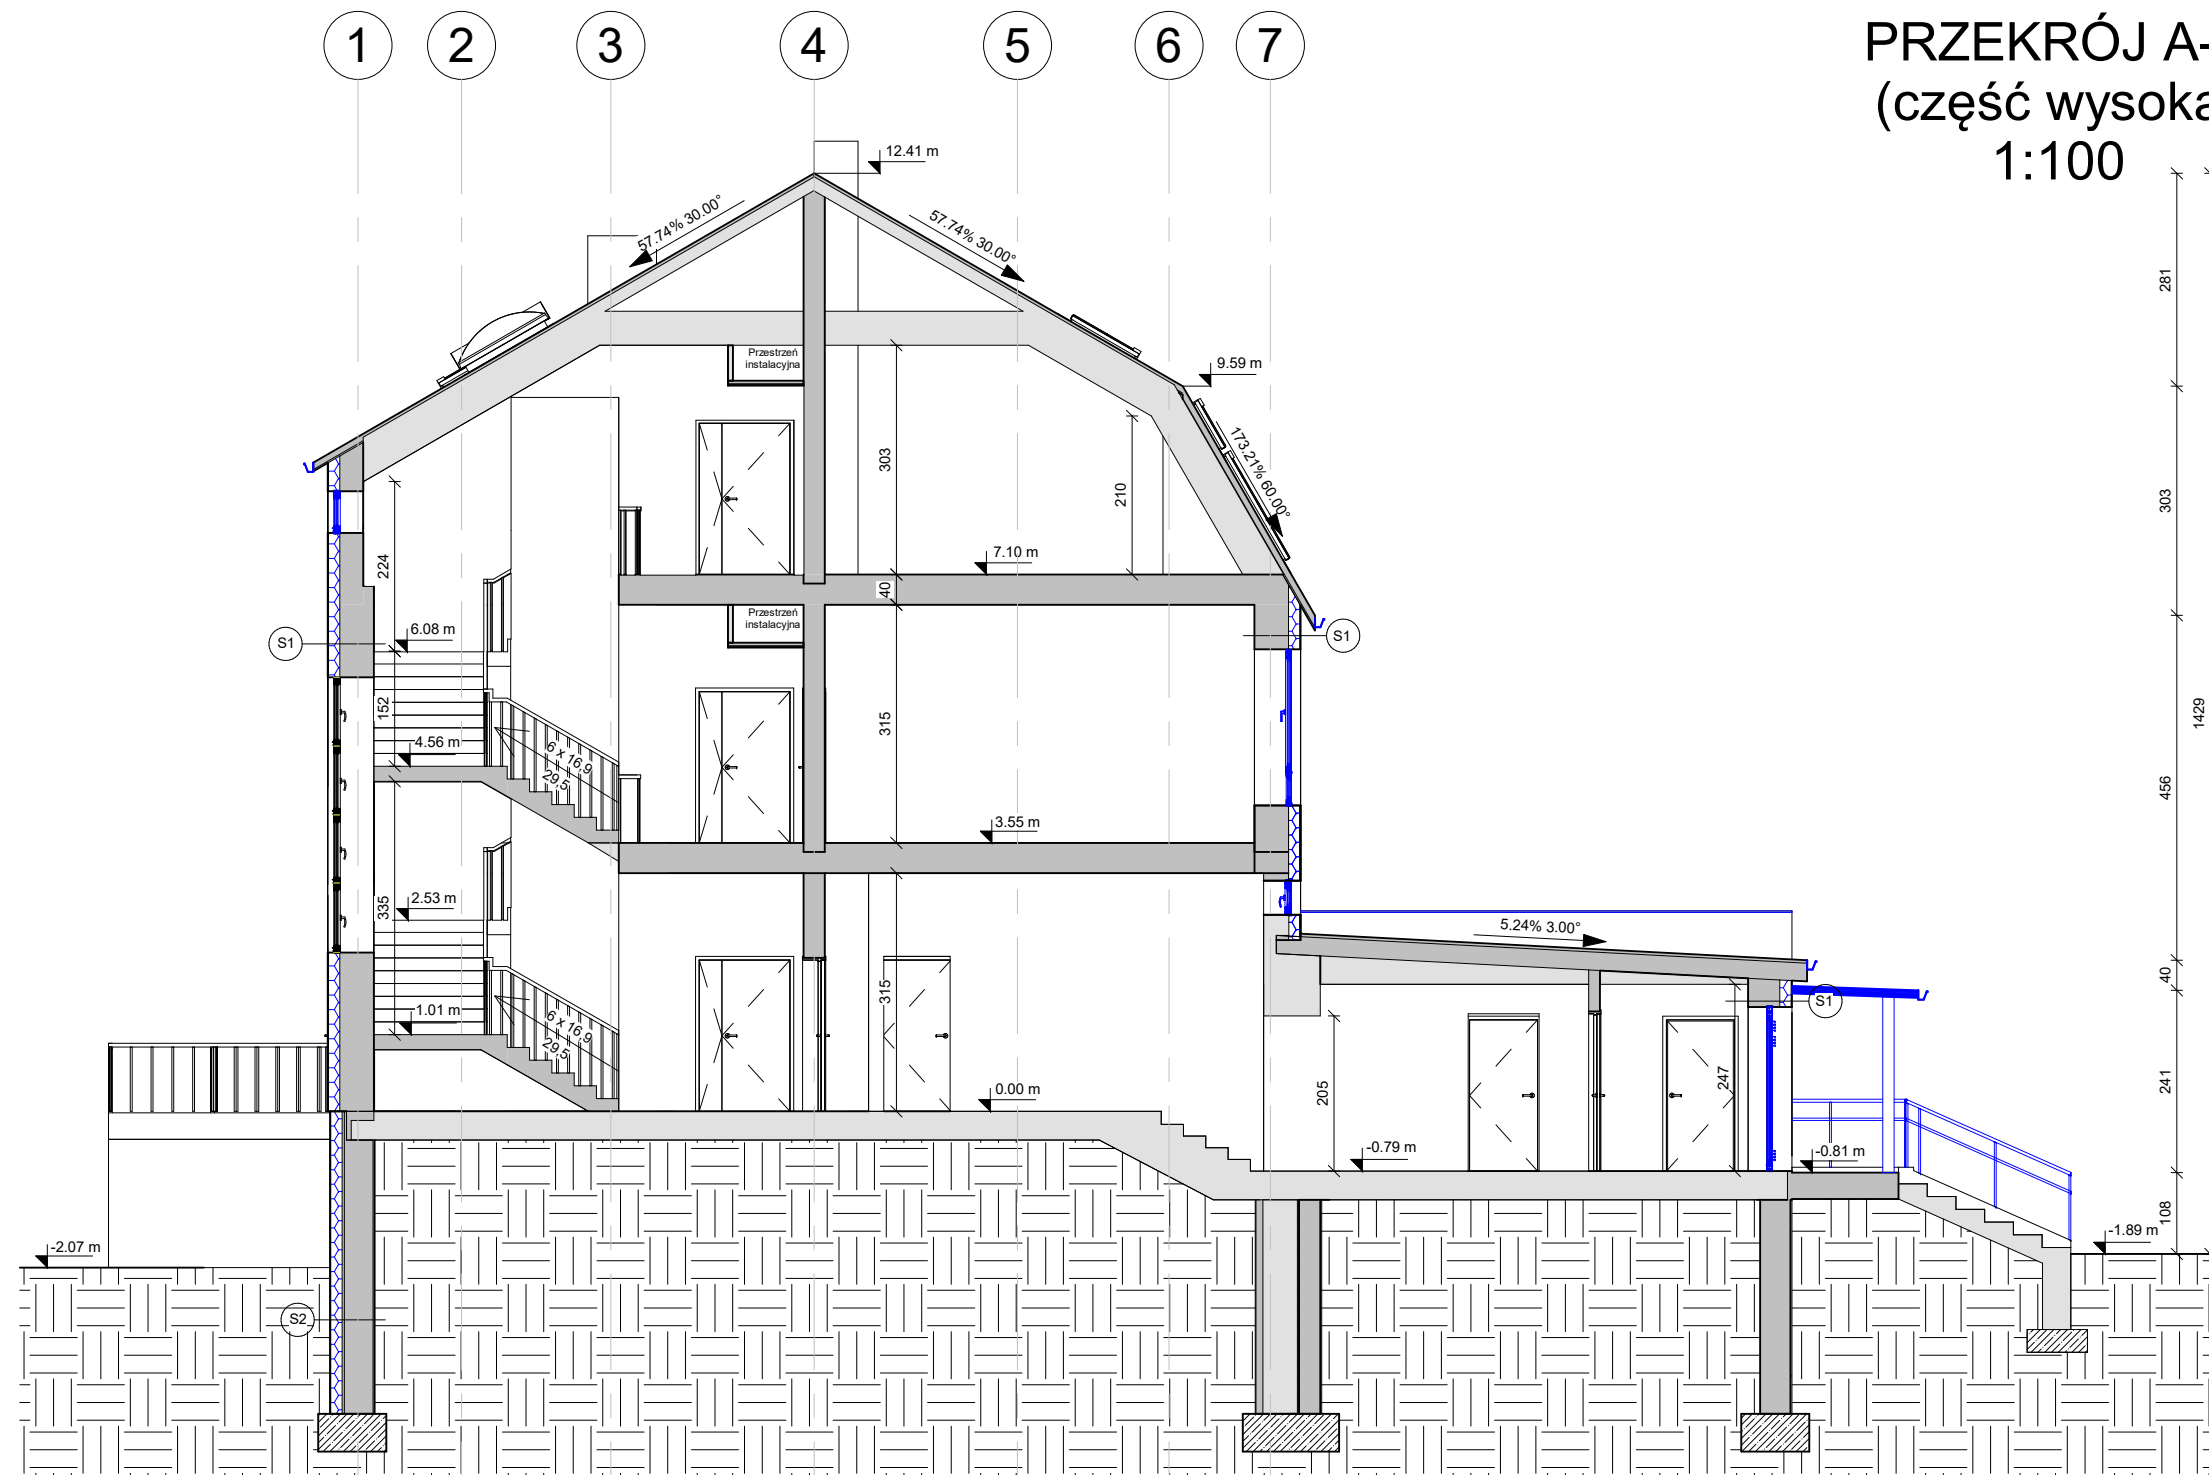 1 2 3 4 5 6 7
PRZEKRÓJ A-
(część wysoka
1:100
12.41 m
57.74% 30.00°
57.74% 30.00°
281
Przestrzeń
instalacyjna
9.59 m
173.21% 60.00°
303
210
303
224
7.10 m
40
Przestrzeń
instalacyjna
6.08 m
S1
S1
152
315
1429
4.56 m
6 x 16,9
29,5
456
3.55 m
335
2.53 m
5.24% 3.00°
40
315
1.01 m
S1
6 x 16,9
29,5
247
241
205
0.00 m
-0.79 m
-0.81 m
108
-2.07 m
-1.89 m
S2